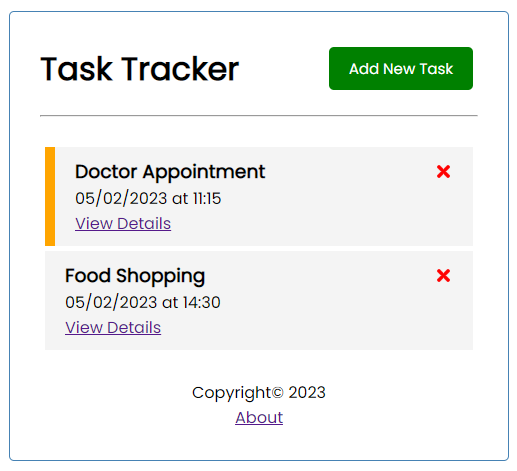 Task Tracker
Add New Task
Doctor Appointment
05/02/2023 at 11:15
View Details
Food Shopping
05/02/2023 at 14:30
View Details
Copyright© 2023
About